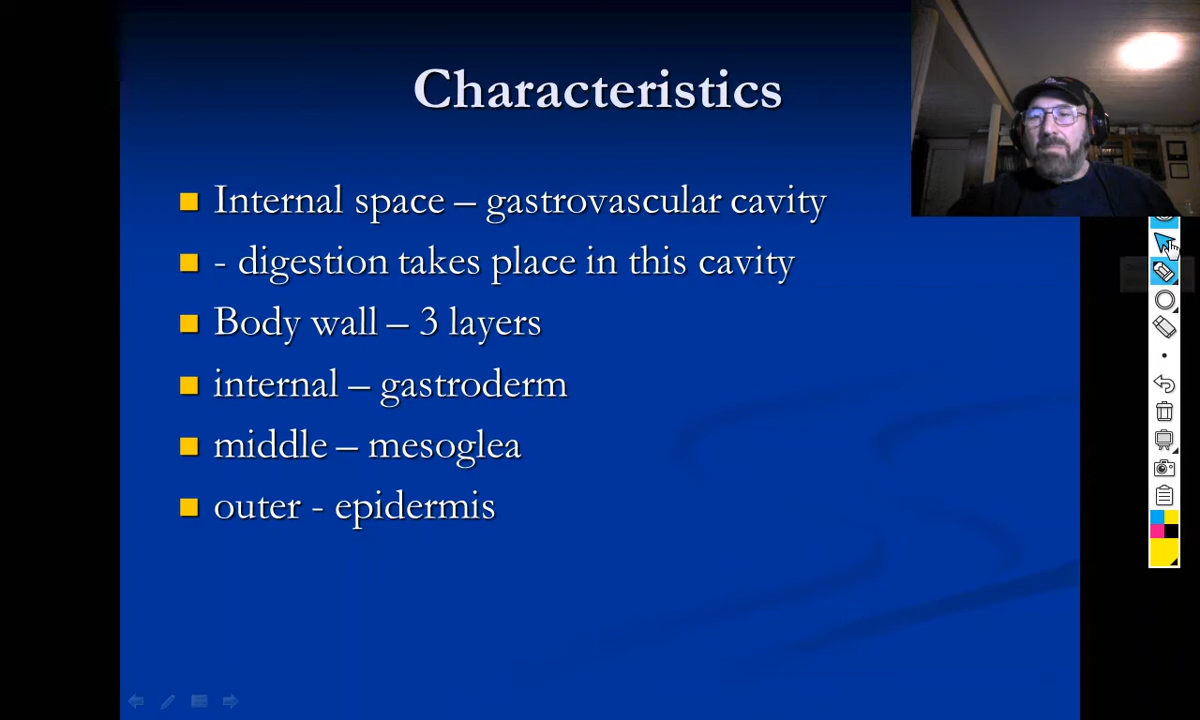 Characteristics
Internal space – gastrovascular cavity
- digestion takes place in this cavity
Body wall – 3 layers
internal – gastroderm
middle – mesoglea
outer - epidermis